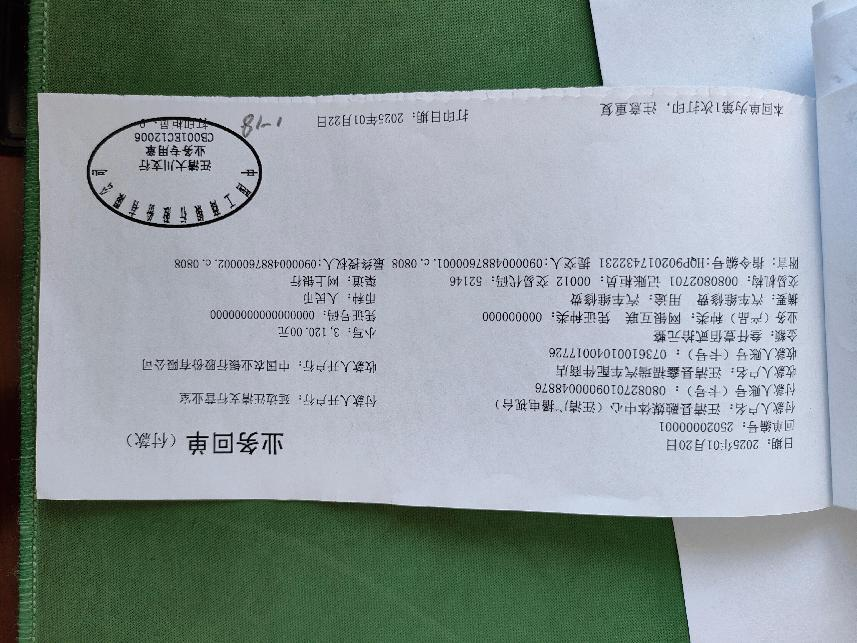 业务回单（付款）
日期：2025年01月20日
回单编号：25020000001
付款人户名：汪清县融媒体中心（汪清广播电视台） 付款人开户行：延边汪清支行营业室
付款人账号（卡号）：0808270109000048876
收款人户名：汪清县鑫福瑞汽车配件商店 收款人开户行：中国农业银行股份有限公司
收款人账号（卡号）：07361001040017726
金额：叁仟壹佰贰拾元整 小写：3,120.00元
业务（产品）种类：网银互联 凭证种类：000000000 凭证号码：00000000000000000
摘要：汽车维修费 用途：汽车维修费 币种：人民币
交易机构：0080802701 记账柜员：00012 交易代码：52146 渠道：网上银行
附言：指令编号:HQP902017432231 提交人:0900004887600001.c.0808 最终授权人:0900004887600002.c.0808
本回单为第1次打印，注意重复 打印日期：2025年01月22日
1-18
中国工商银行股份有限公司
汪清大川支行
业务专用章
CB001EC12006
打印柜员：9